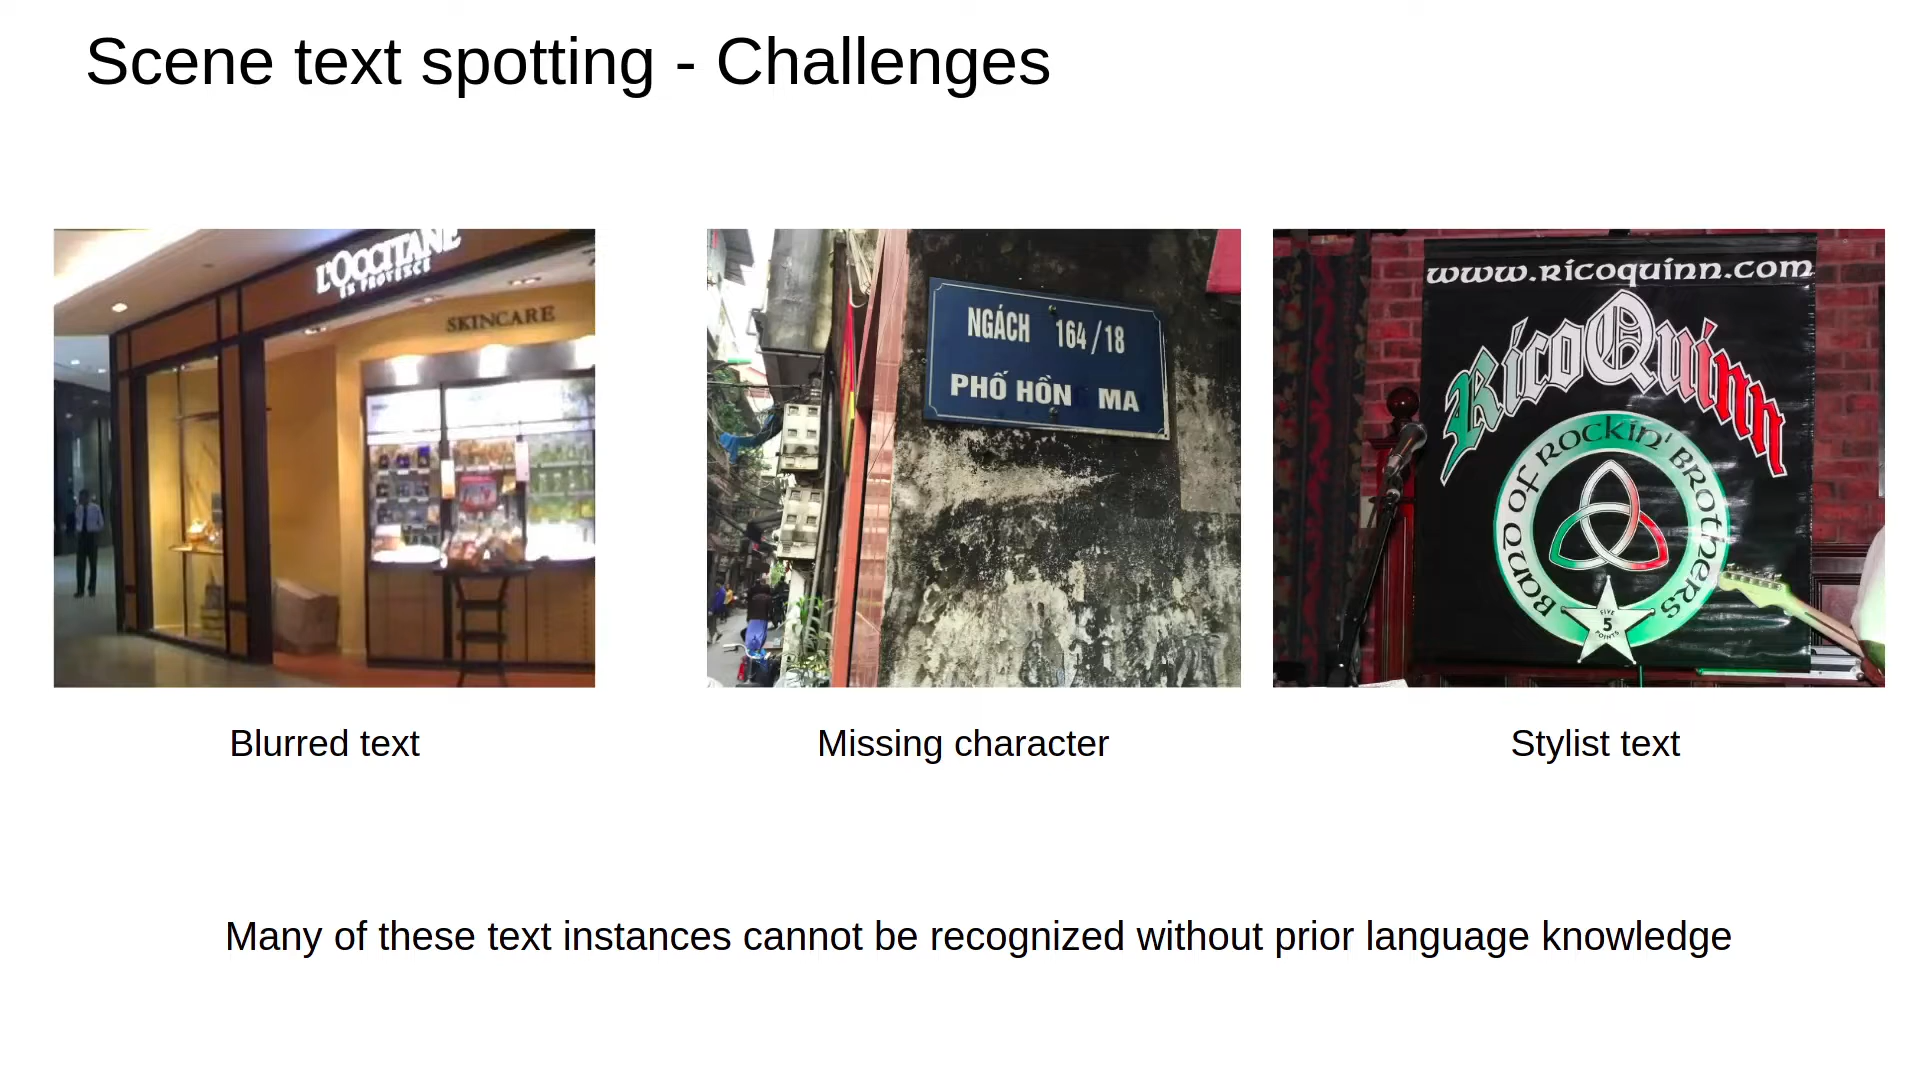 Scene text spotting - Challenges
L'OCCITANE
EN PROVENCE
SKINCARE
NGÁCH 164/18
PHỐ HỒN MA
www.ricoquinn.com
RicoQuinn
BAND OF ROCKIN' BROTHERS
FIVE
5
POINTS
Blurred text
Missing character
Stylist text
Many of these text instances cannot be recognized without prior language knowledge